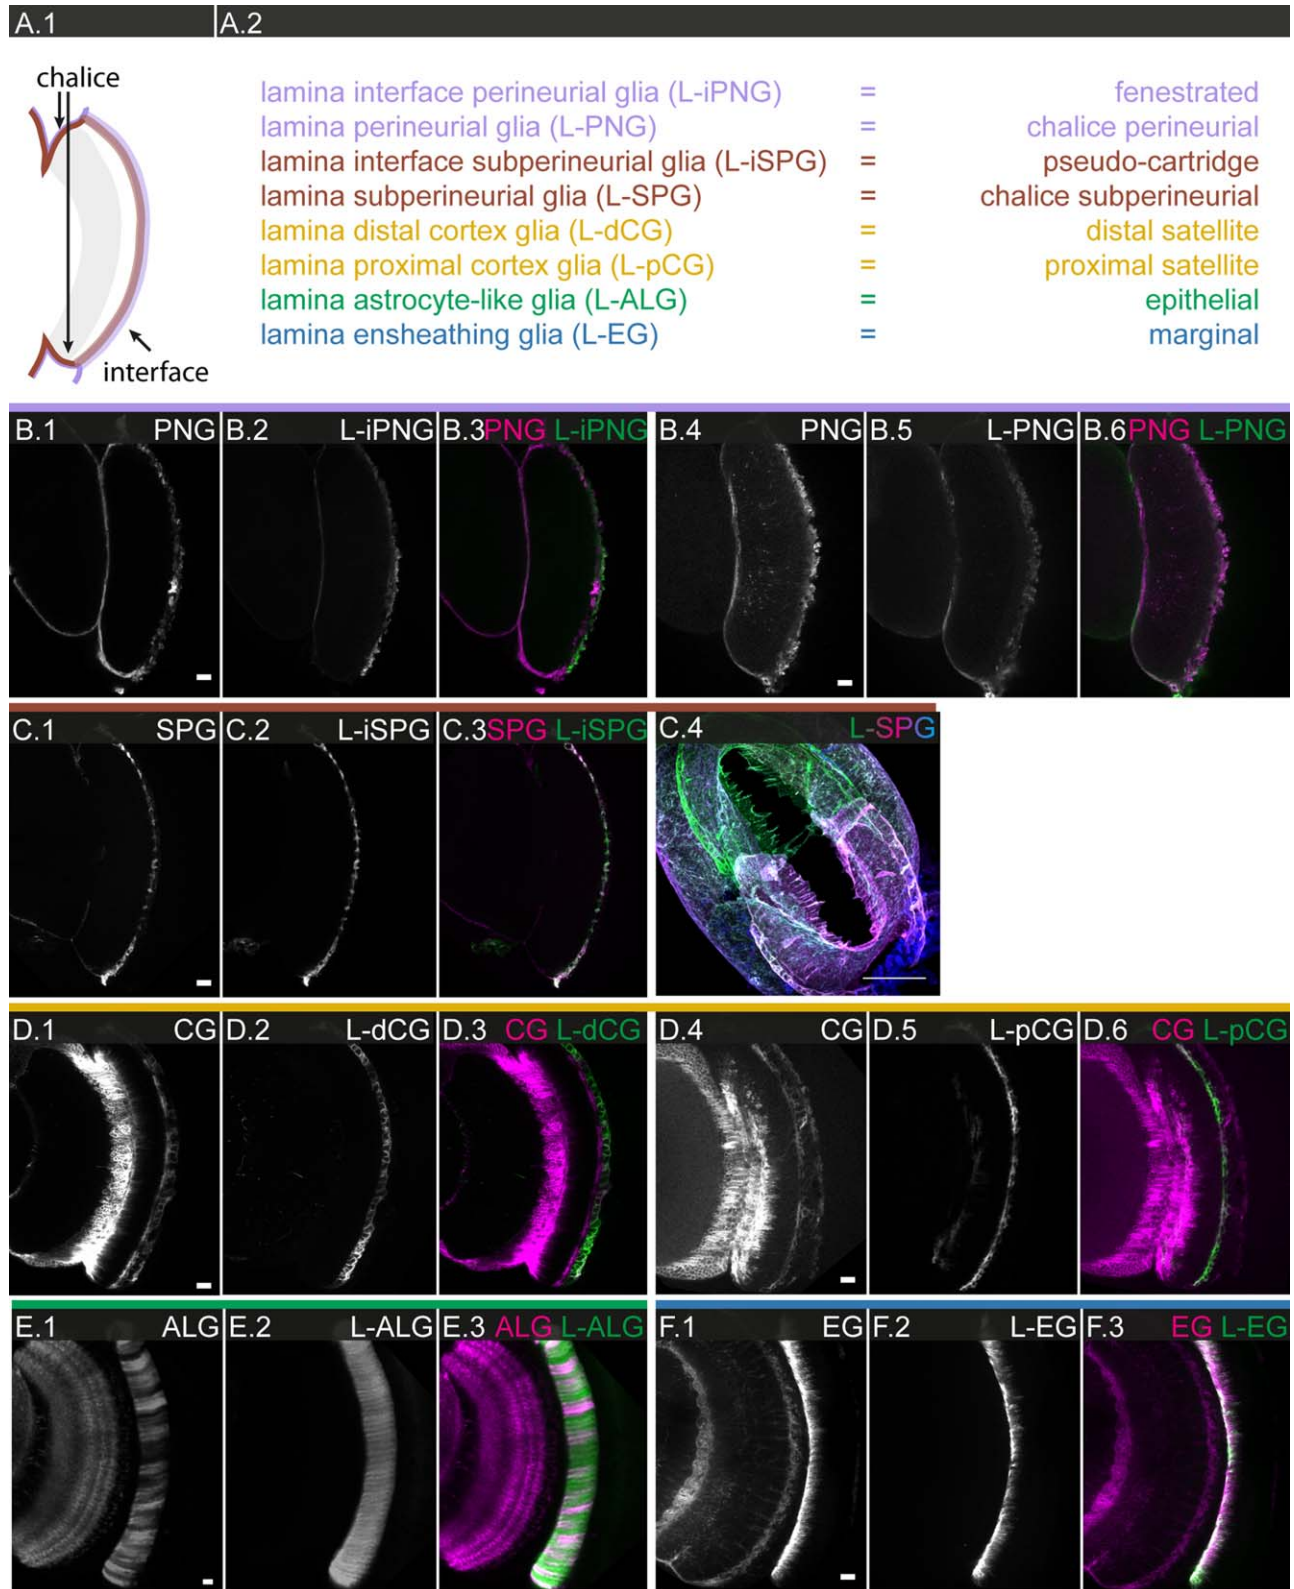 A.1 A.2
chalice
interface
lamina interface perineurial glia (L-iPNG) = fenestrated
lamina perineurial glia (L-PNG) = chalice perineurial
lamina interface subperineurial glia (L-iSPG) = pseudo-cartridge
lamina subperineurial glia (L-SPG) = chalice subperineurial
lamina distal cortex glia (L-dCG) = distal satellite
lamina proximal cortex glia (L-pCG) = proximal satellite
lamina astrocyte-like glia (L-ALG) = epithelial
lamina ensheathing glia (L-EG) = marginal
B.1 PNG B.2 L-iPNG B.3 PNG L-iPNG B.4 PNG B.5 L-PNG B.6 PNG L-PNG
C.1 SPG C.2 L-iSPG C.3 SPG L-iSPG C.4 L-SPG
D.1 CG D.2 L-dCG D.3 CG L-dCG D.4 CG D.5 L-pCG D.6 CG L-pCG
E.1 ALG E.2 L-ALG E.3 ALG L-ALG F.1 EG F.2 L-EG F.3 EG L-EG